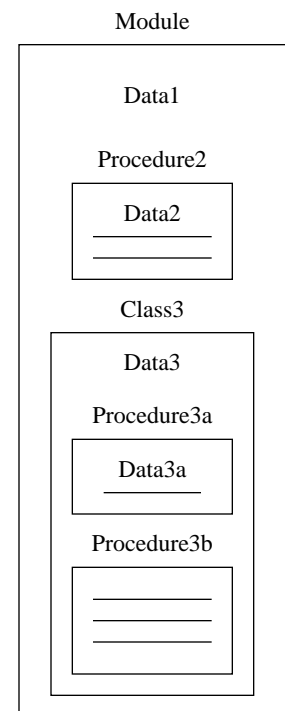 Module
Data1
Procedure2
Data2
Class3
Data3
Procedure3a
Data3a
Procedure3b